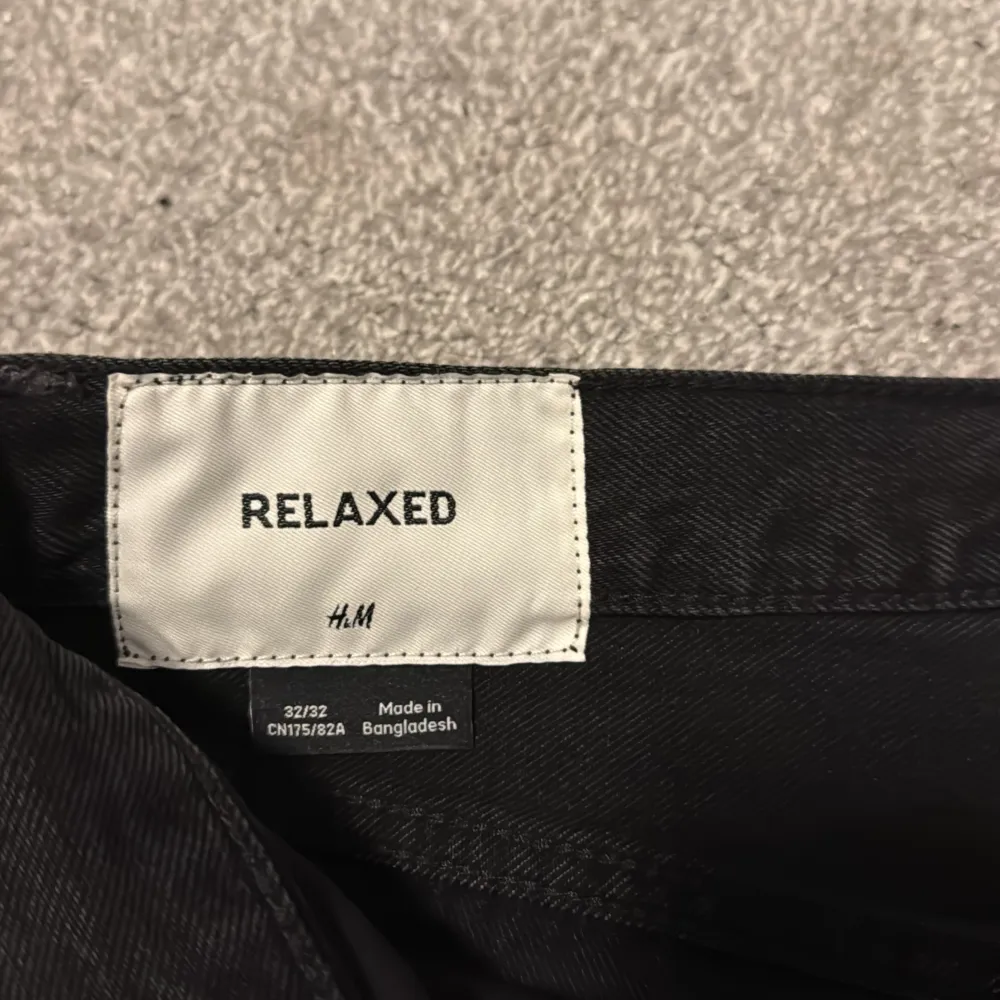 RELAXED
H&M
32/32
CN175/82A
Made in
Bangladesh